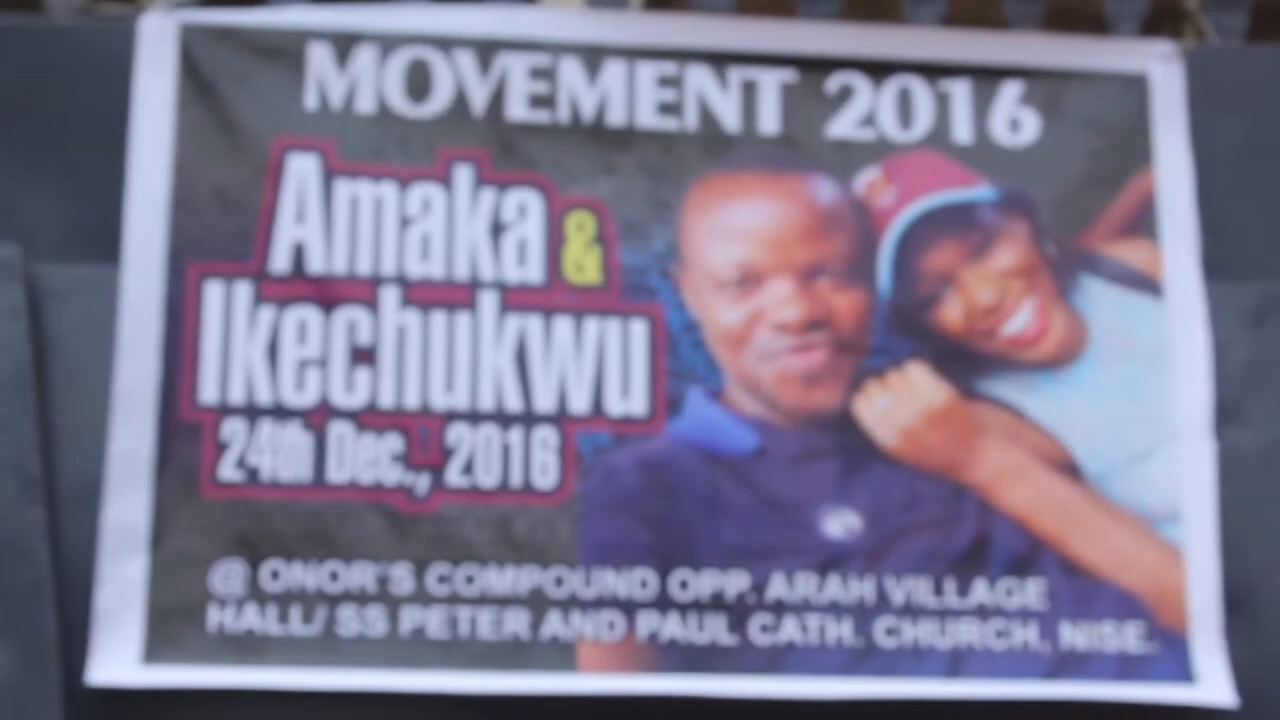 MOVEMENT 2016
Amaka &
Ikechukwu
24th Dec., 2016
@ ONOR'S COMPOUND OPP. ARAH VILLAGE
HALL/ SS PETER AND PAUL CATH. CHURCH, NISE.